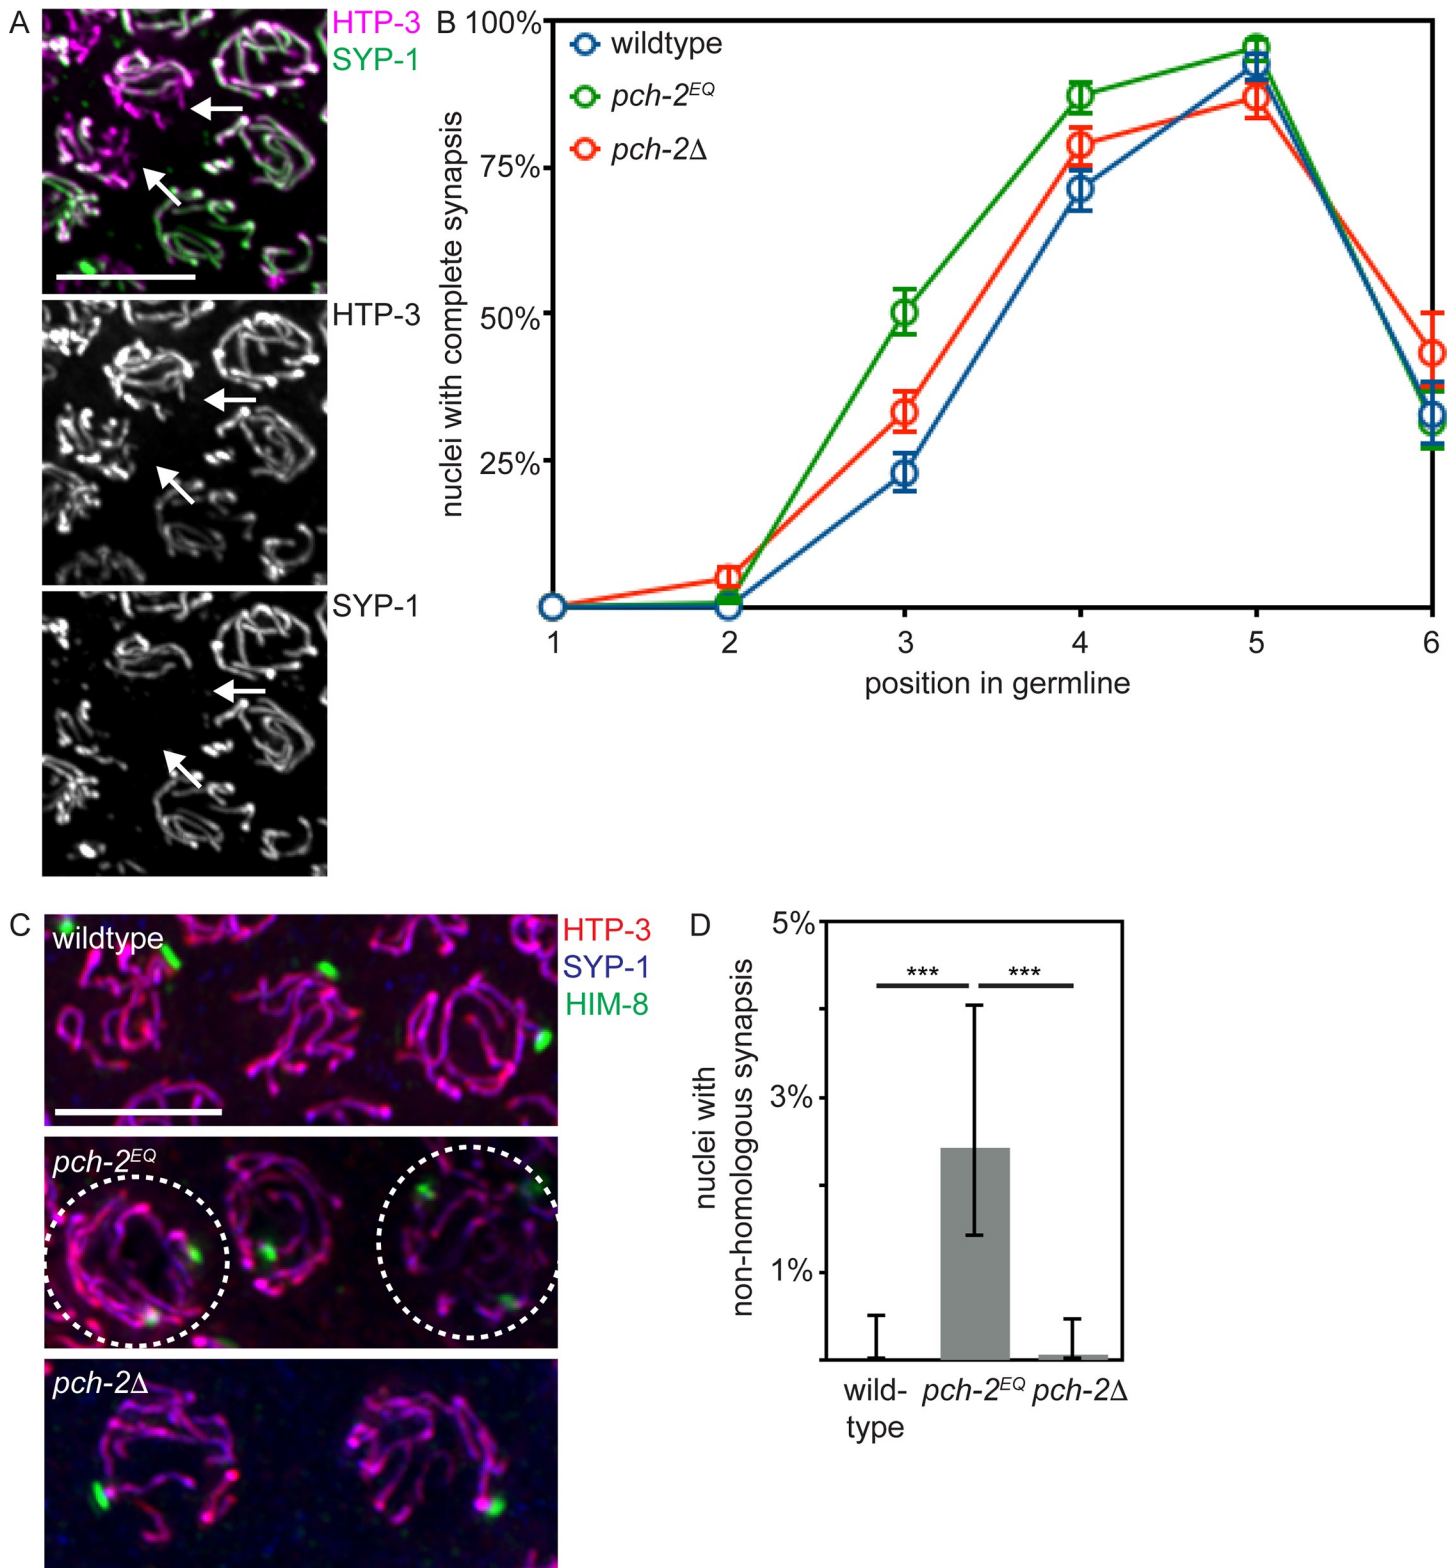 A
HTP-3
SYP-1
HTP-3
SYP-1
B
100%
75%
50%
25%
nuclei with complete synapsis
wildtype
pch-2EQ
pch-2Δ
1 2 3 4 5 6
position in germline
C
wildtype
HTP-3
SYP-1
HIM-8
pch-2EQ
pch-2Δ
D
5%
3%
1%
nuclei with
non-homologous synapsis
*** ***
wild-
type
pch-2EQ
pch-2Δ